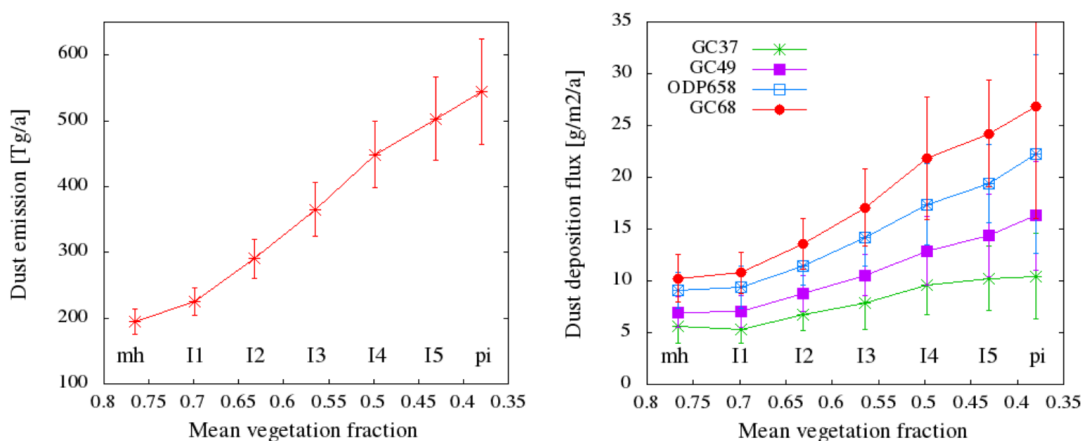 Dust emission [Tg/a]
600
500
400
300
200
100
mh I1 I2 I3 I4 I5 pi
0.8 0.75 0.7 0.65 0.6 0.55 0.5 0.45 0.4 0.35
Mean vegetation fraction
Dust deposition flux [g/m2/a]
35
30
25
20
15
10
5
0
GC37
GC49
ODP658
GC68
mh I1 I2 I3 I4 I5 pi
0.8 0.75 0.7 0.65 0.6 0.55 0.5 0.45 0.4 0.35
Mean vegetation fraction